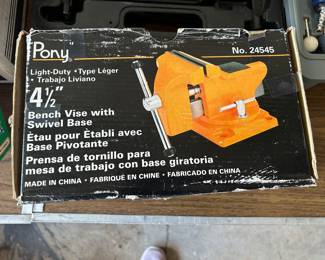 Pony
No. 24545
Light-Duty • Type Léger
• Trabajo Liviano
4½"
Bench Vise with
Swivel Base
Étau pour Établi avec
Base Pivotante
Prensa de tornillo para
mesa de trabajo con base giratoria
MADE IN CHINA • FABRIQUÉ EN CHINE • FABRICADO EN CHINA